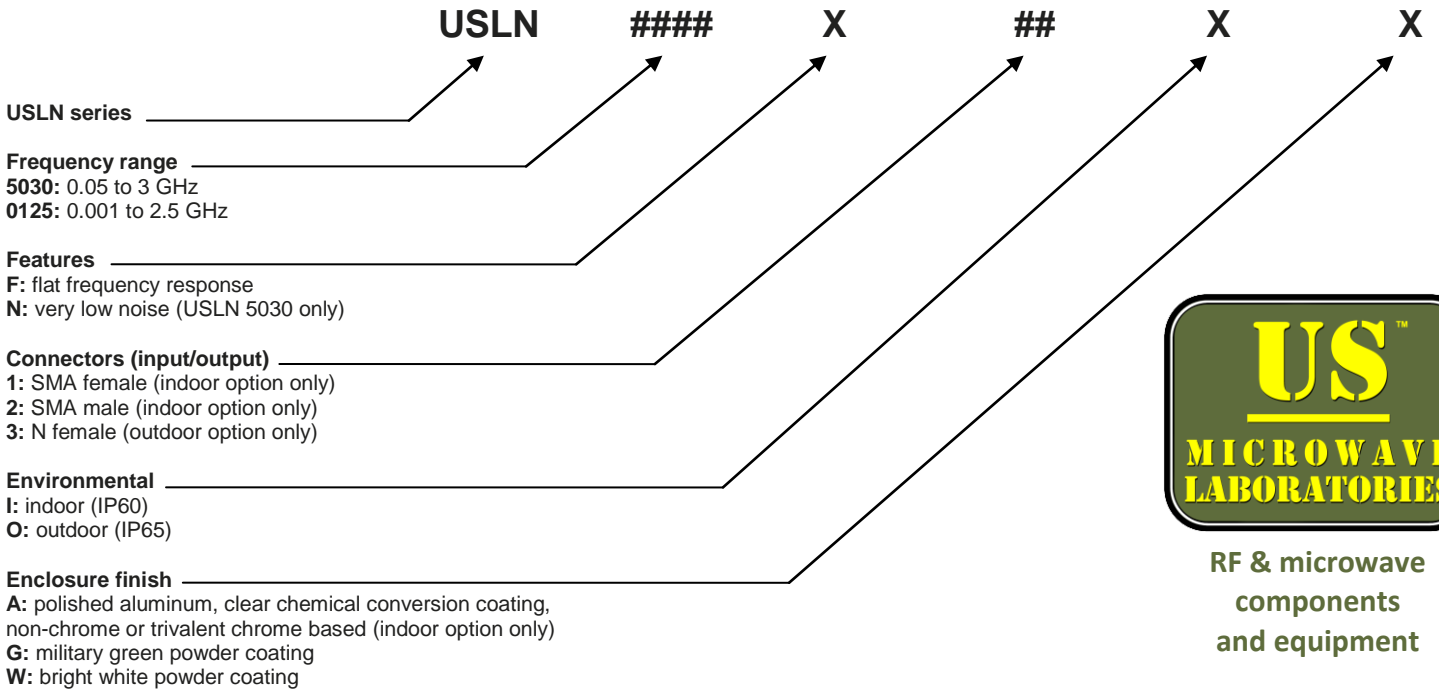 USLN #### X ## X X
USLN series
Frequency range
5030: 0.05 to 3 GHz
0125: 0.001 to 2.5 GHz
Features
F: flat frequency response
N: very low noise (USLN 5030 only)
Connectors (input/output)
1: SMA female (indoor option only)
2: SMA male (indoor option only)
3: N female (outdoor option only)
Environmental
I: indoor (IP60)
O: outdoor (IP65)
Enclosure finish
A: polished aluminum, clear chemical conversion coating,
non-chrome or trivalent chrome based (indoor option only)
G: military green powder coating
W: bright white powder coating
US™
MICROWAVE
LABORATORIES
RF & microwave
components
and equipment